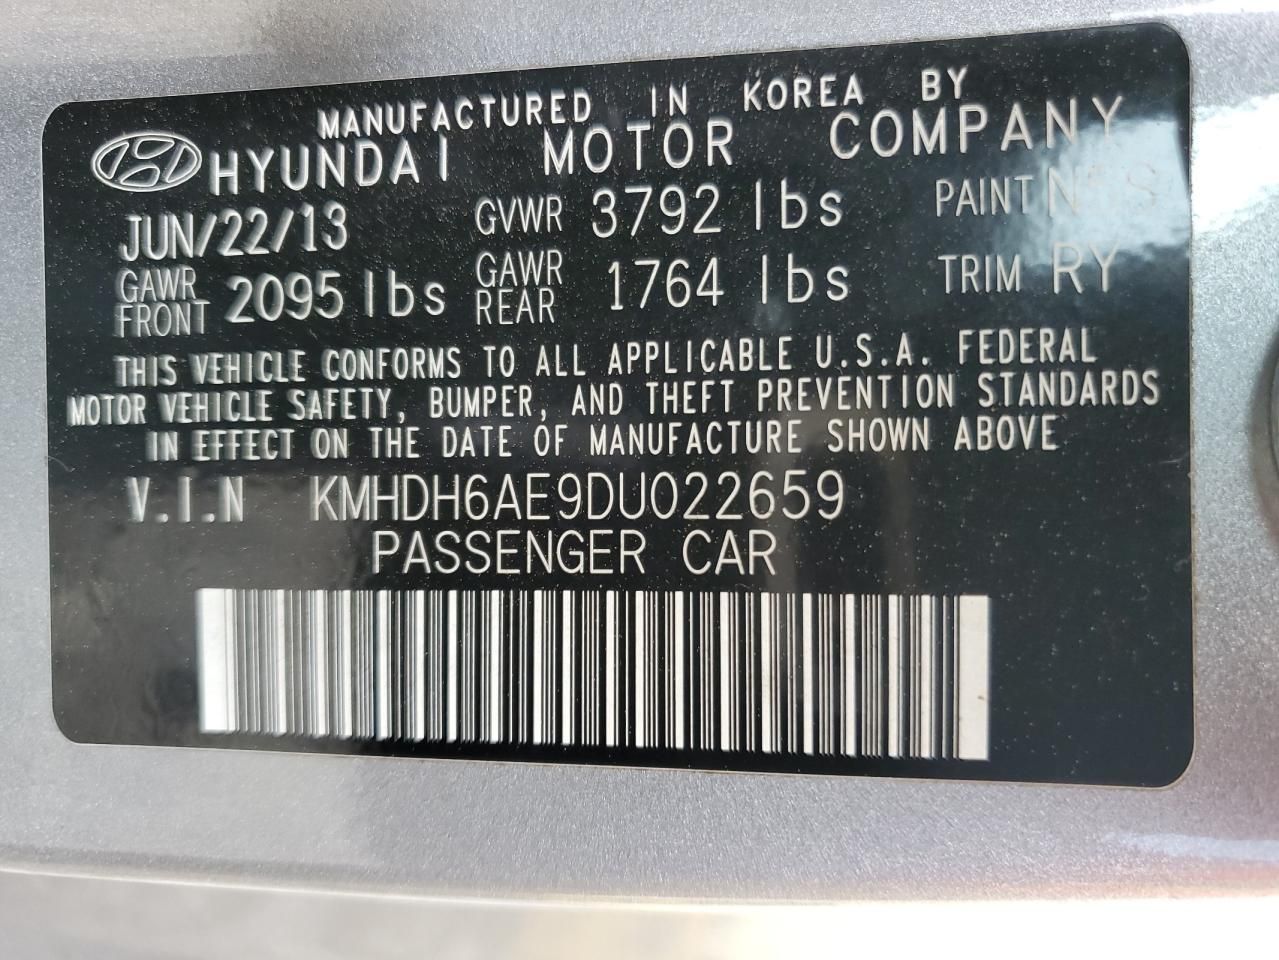 MANUFACTURED IN KOREA BY
HYUNDAI MOTOR COMPANY
JUN/22/13 GVWR 3792 lbs PAINT
GAWR FRONT 2095 lbs GAWR REAR 1764 lbs TRIM RY
THIS VEHICLE CONFORMS TO ALL APPLICABLE U.S.A. FEDERAL
MOTOR VEHICLE SAFETY, BUMPER, AND THEFT PREVENTION STANDARDS
IN EFFECT ON THE DATE OF MANUFACTURE SHOWN ABOVE
V.I.N KMHDH6AE9DU022659
PASSENGER CAR